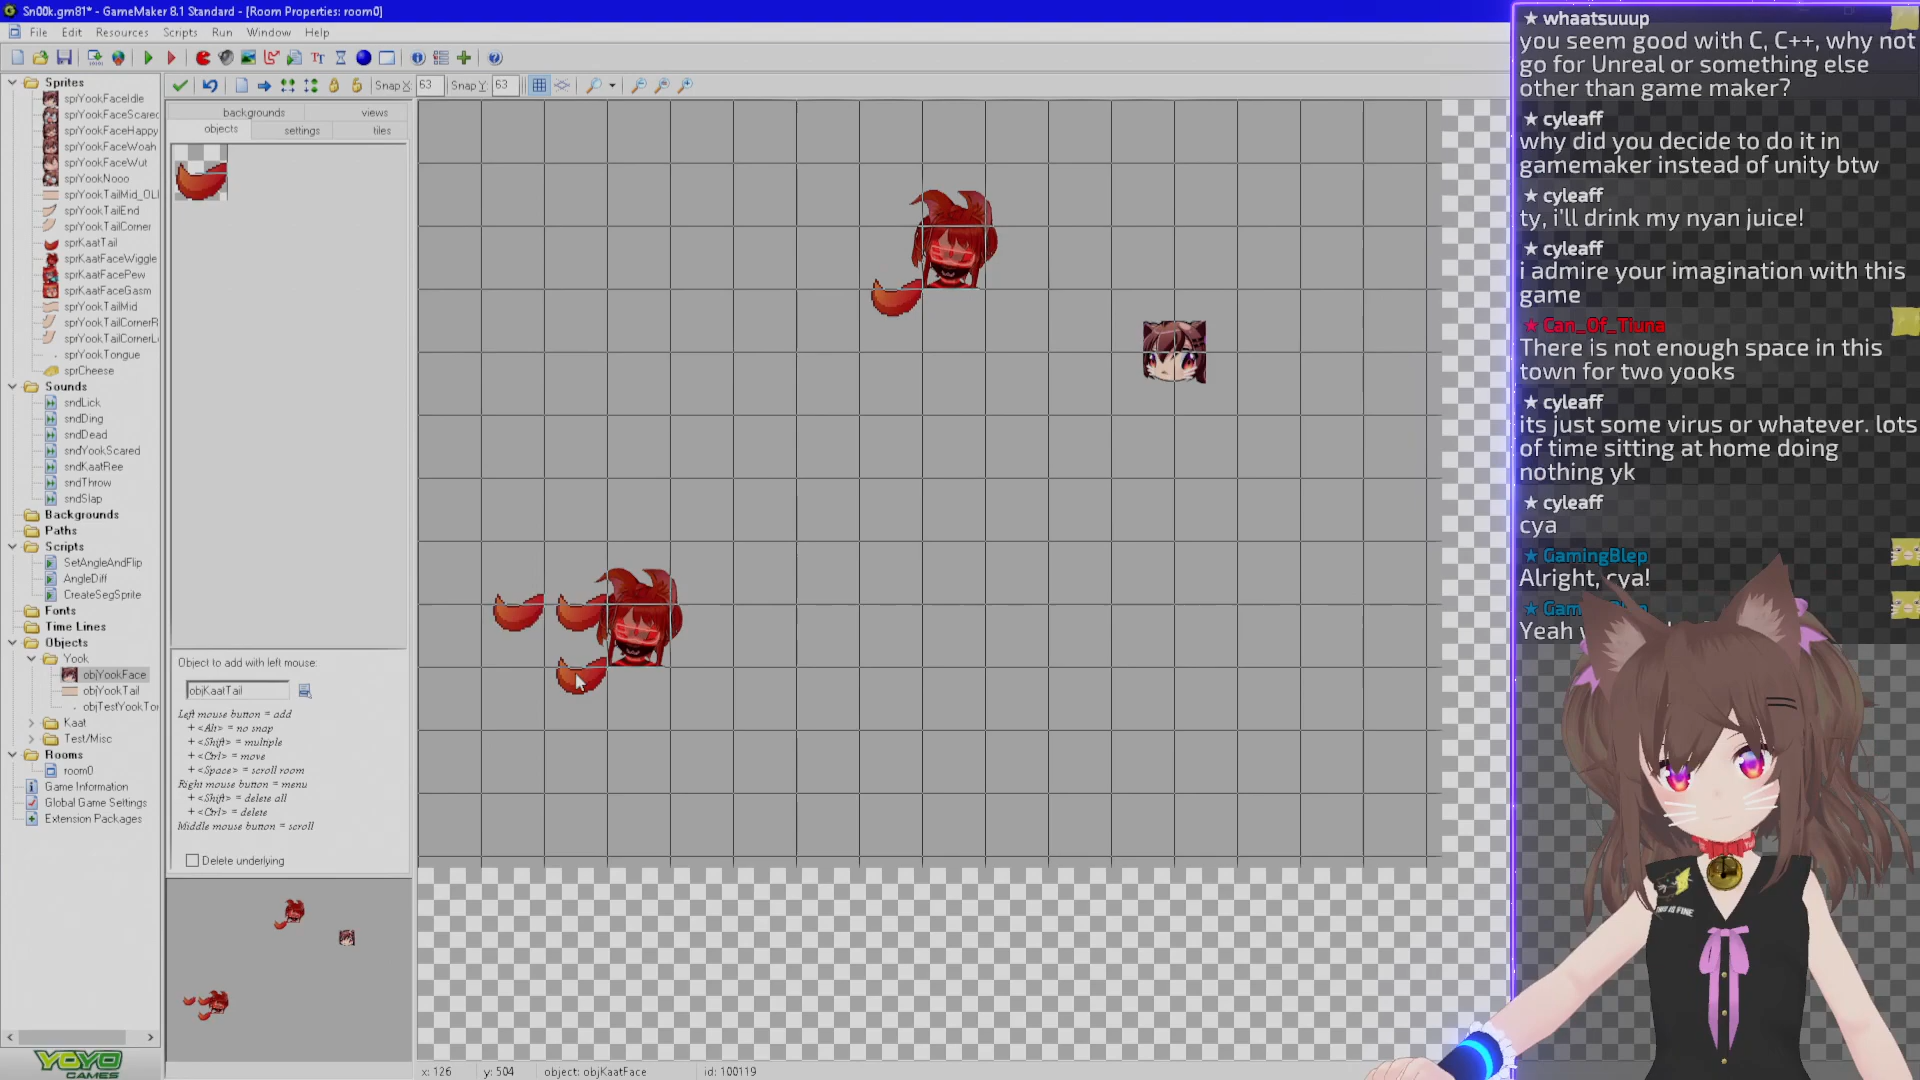 Sn00k.gm81* - GameMaker 8.1 Standard - [Room Properties: room0]
File Edit Resources Scripts Run Window Help
Snap X: 63 Snap Y: 63
Sprites
sprYookFaceIdle
sprYookFaceScared
sprYookFaceHappy
sprYookFaceWoah
sprYookFaceWut
sprYookNooo
sprYookTailMid_OL
sprYookTailEnd
sprYookTailCorner
sprKaatTail
sprKaatFaceWiggle
sprKaatFacePew
sprKaatFaceGasm
sprYookTailMid
sprYookTailCornerR
sprYookTailCornerL
sprYookTongue
sprCheese
Sounds
sndLick
sndDing
sndDead
sndYookScared
sndKaatRee
sndThrow
sndSlap
Backgrounds
Paths
Scripts
SetAngleAndFlip
AngleDiff
CreateSegSprite
Fonts
Time Lines
Objects
Yook
objYookFace
objYookTail
objTestYookTor
Kaat
Test/Misc
Rooms
room0
Game Information
Global Game Settings
Extension Packages
YOYO
GAMES
backgrounds views
objects settings tiles
Object to add with left mouse:
objKaatTail
Left mouse button = add
+ <Alt> = no snap
+ <Shift> = multiple
+ <Ctrl> = move
+ <Space> = scroll room
Right mouse button = menu
+ <Shift> = delete all
+ <Ctrl> = delete
Middle mouse button = scroll
Delete underlying
x: 126 y: 504 object: objKaatFace id: 100119
★ whaatsuuup
you seem good with C, C++, why not
go for Unreal or something else
other than game maker?
★ cyleaff
why did you decide to do it in
gamemaker instead of unity btw
★ cyleaff
ty, i'll drink my nyan juice!
★ cyleaff
i admire your imagination with this
game
★ Can_Of_Tiuna
There is not enough space in this
town for two yooks
★ cyleaff
its just some virus or whatever. lots
of time sitting at home doing
nothing yk
★ cyleaff
cya
★ GamingBlep
Alright, cya!
★
Yeah
THIS IS FINE